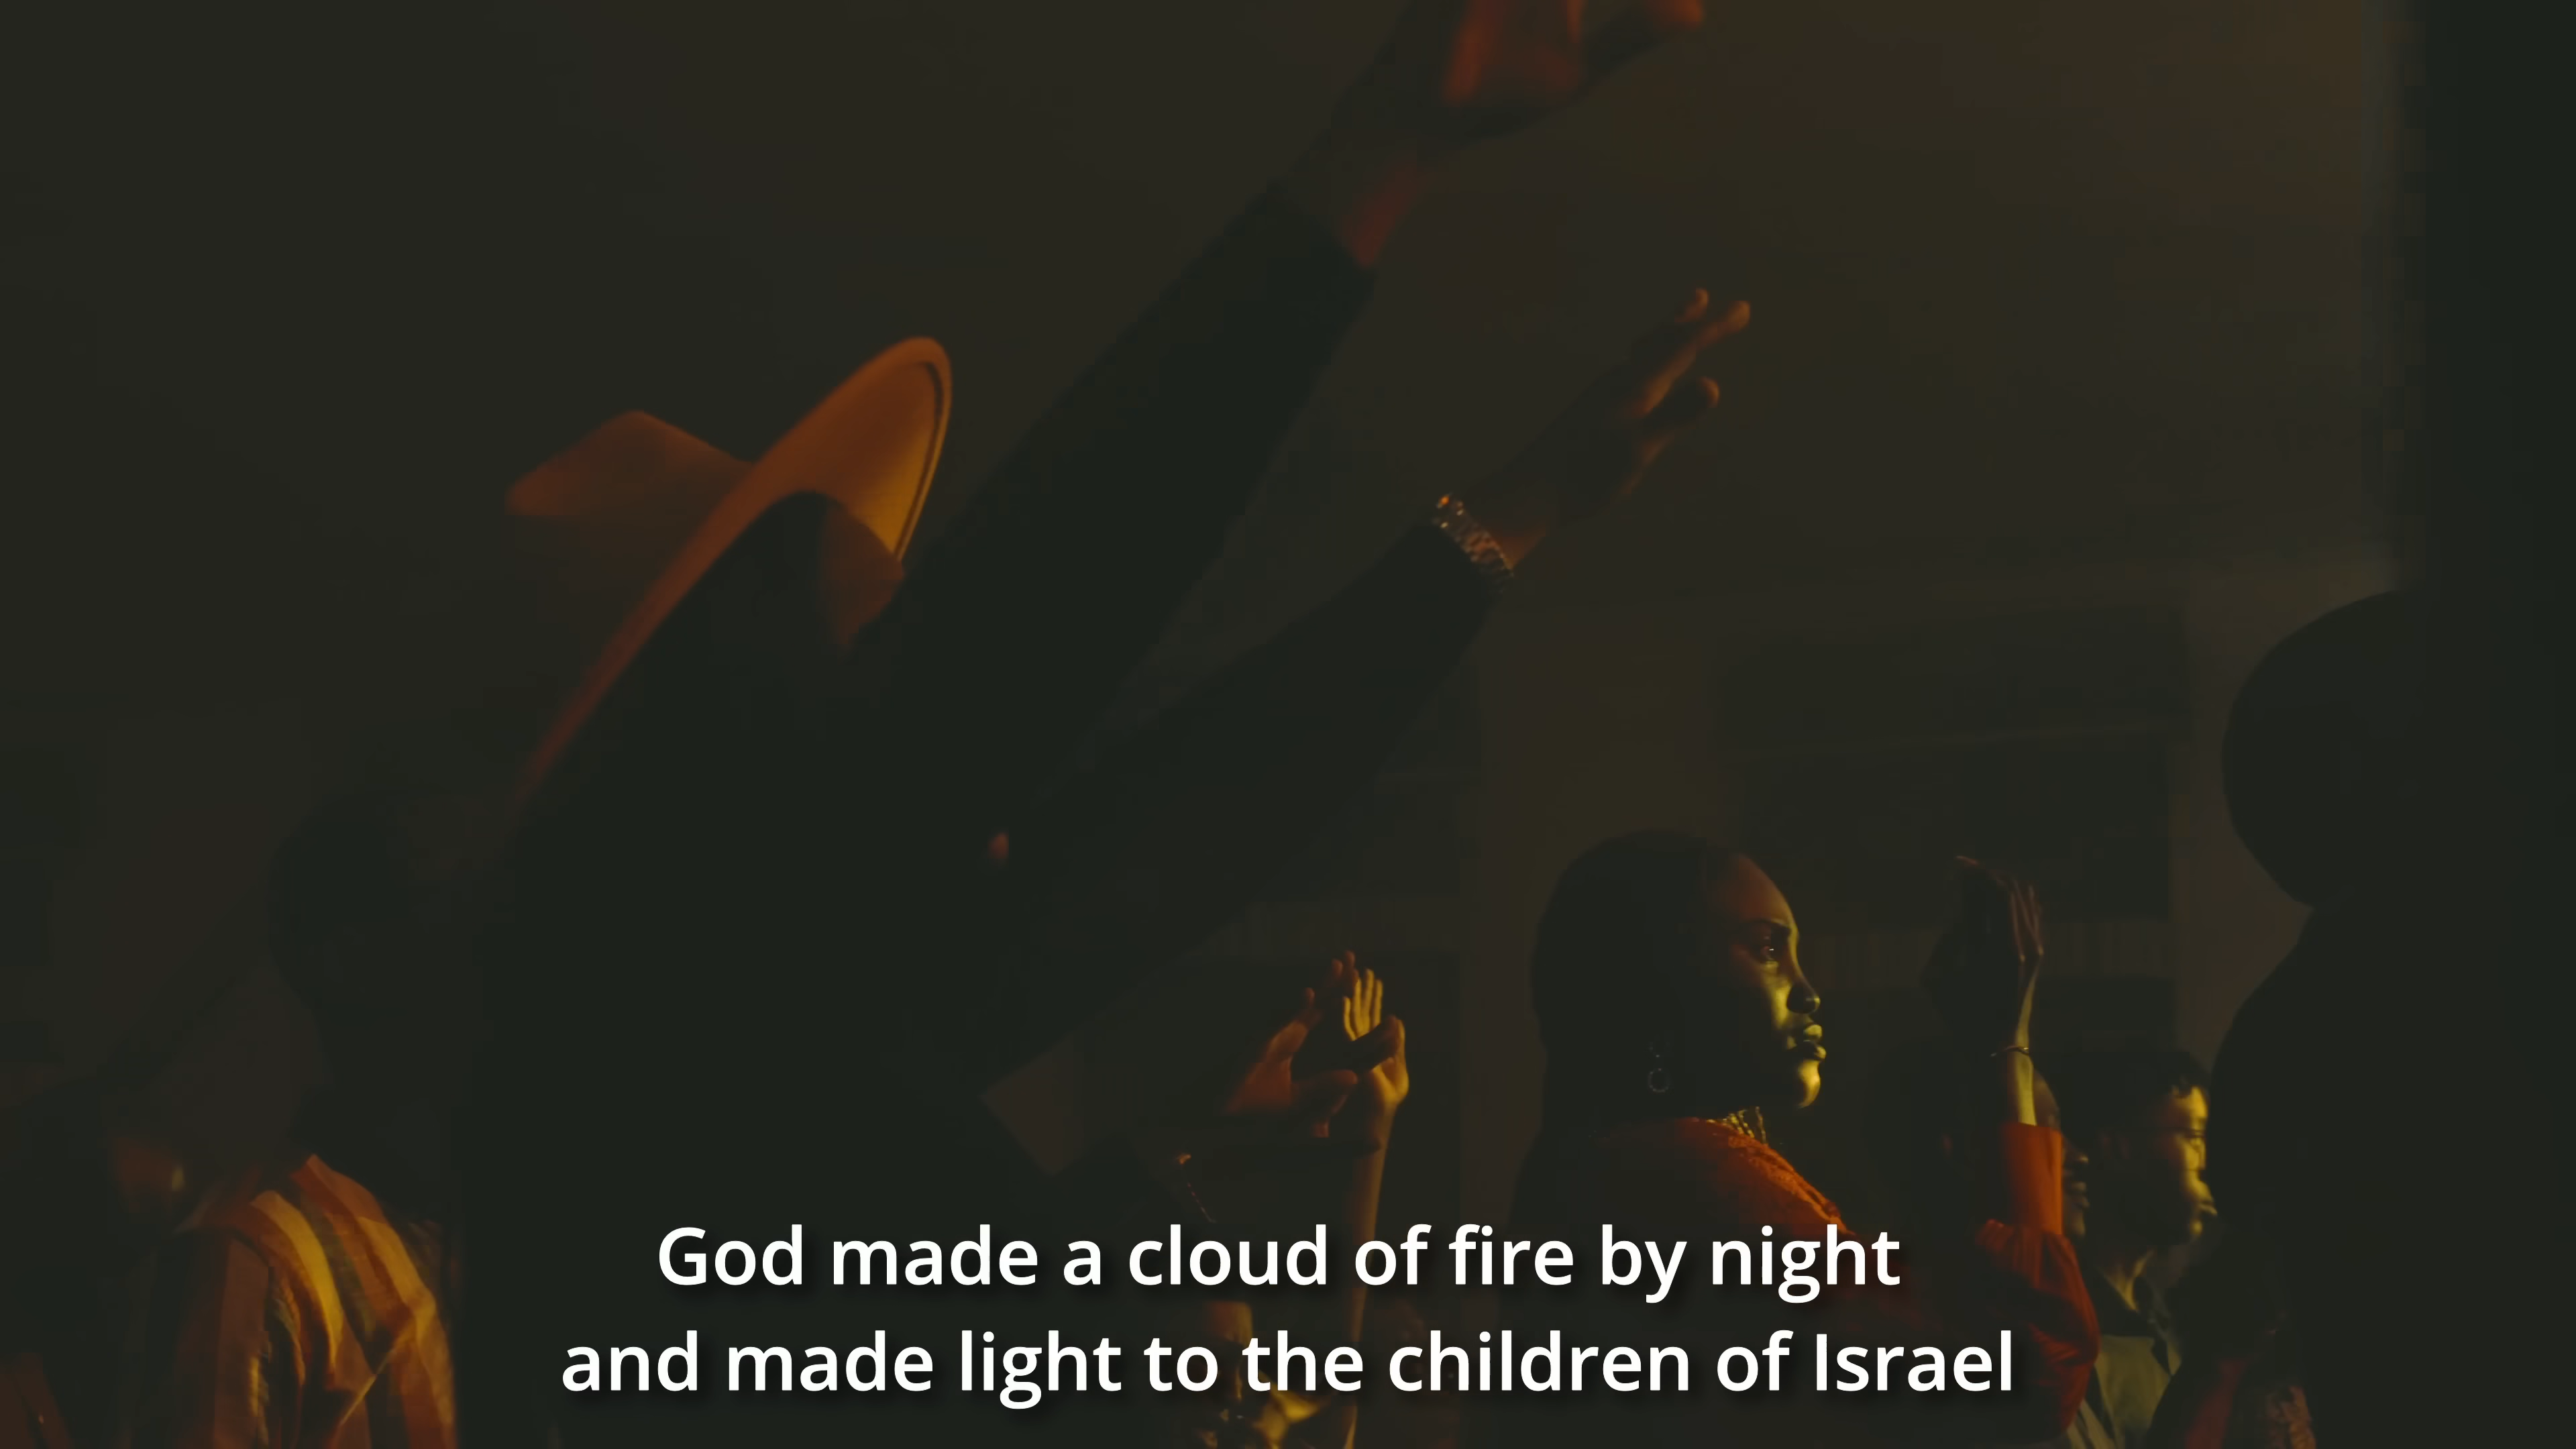 God made a cloud of fire by night
and made light to the children of Israel